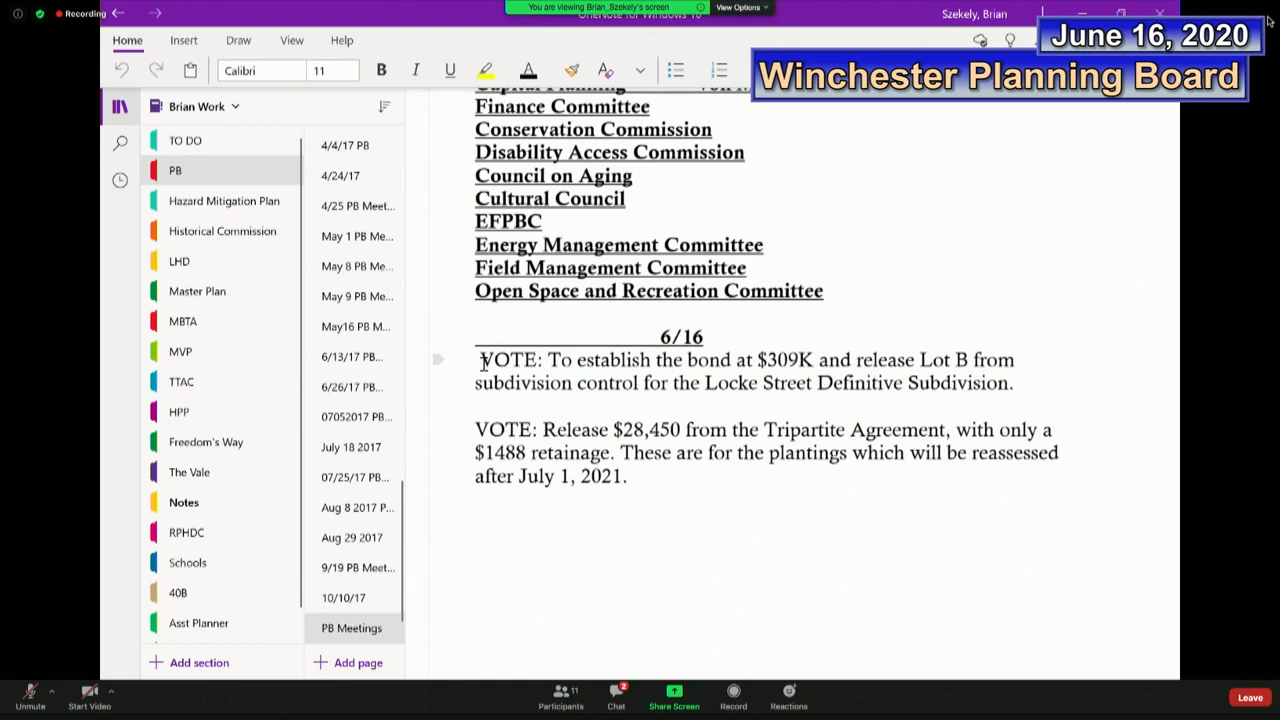 Recording
You are viewing Brian_Szekely's screen
View Options
Szekely, Brian
June 16, 2020
Winchester Planning Board
Home Insert Draw View Help
Calibri 11 B I U A
Brian Work
TO DO
PB
Hazard Mitigation Plan
Historical Commission
LHD
Master Plan
MBTA
MVP
TTAC
HPP
Freedom's Way
The Vale
Notes
RPHDC
Schools
40B
Asst Planner
Add section
4/4/17 PB
4/24/17
4/25 PB Meet...
May 1 PB Me...
May 8 PB Me...
May 9 PB Me...
May16 PB M...
6/13/17 PB...
6/26/17 PB...
07052017 PB...
July 18 2017
07/25/17 PB...
Aug 8 2017 P...
Aug 29 2017
9/19 PB Meet...
10/10/17
PB Meetings
Add page
Finance Committee
Conservation Commission
Disability Access Commission
Council on Aging
Cultural Council
EFPBC
Energy Management Committee
Field Management Committee
Open Space and Recreation Committee
6/16
VOTE: To establish the bond at $309K and release Lot B from
subdivision control for the Locke Street Definitive Subdivision.
VOTE: Release $28,450 from the Tripartite Agreement, with only a
$1488 retainage. These are for the plantings which will be reassessed
after July 1, 2021.
Unmute
Start Video
11
Participants
2
Chat
Share Screen
Record
Reactions
Leave